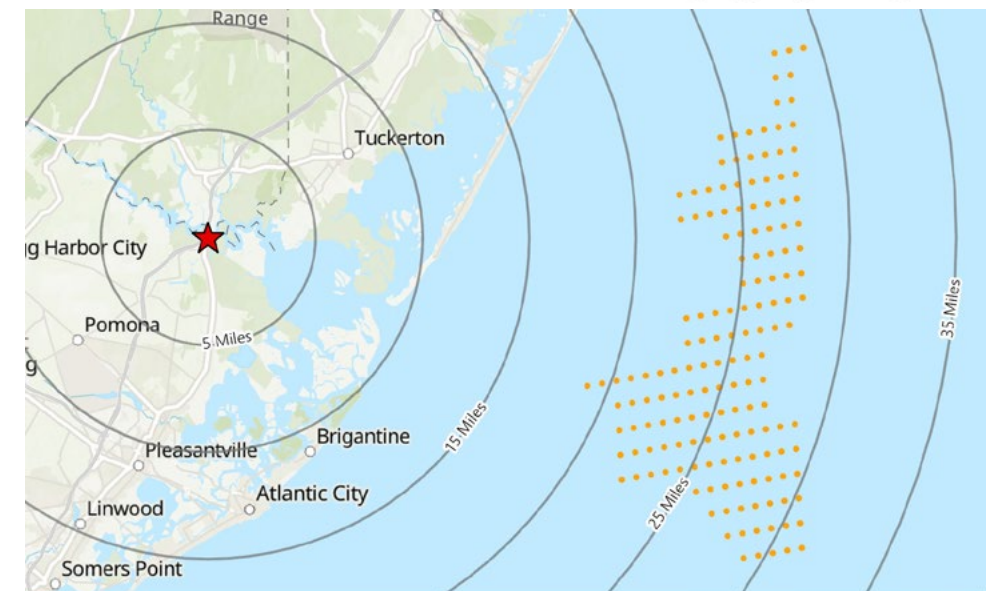 Range
Tuckerton
gg Harbor City
Pomona
5 Miles
g
35 Miles
15 Miles
Brigantine
Pleasantville
Atlantic City
25 Miles
Linwood
Somers Point